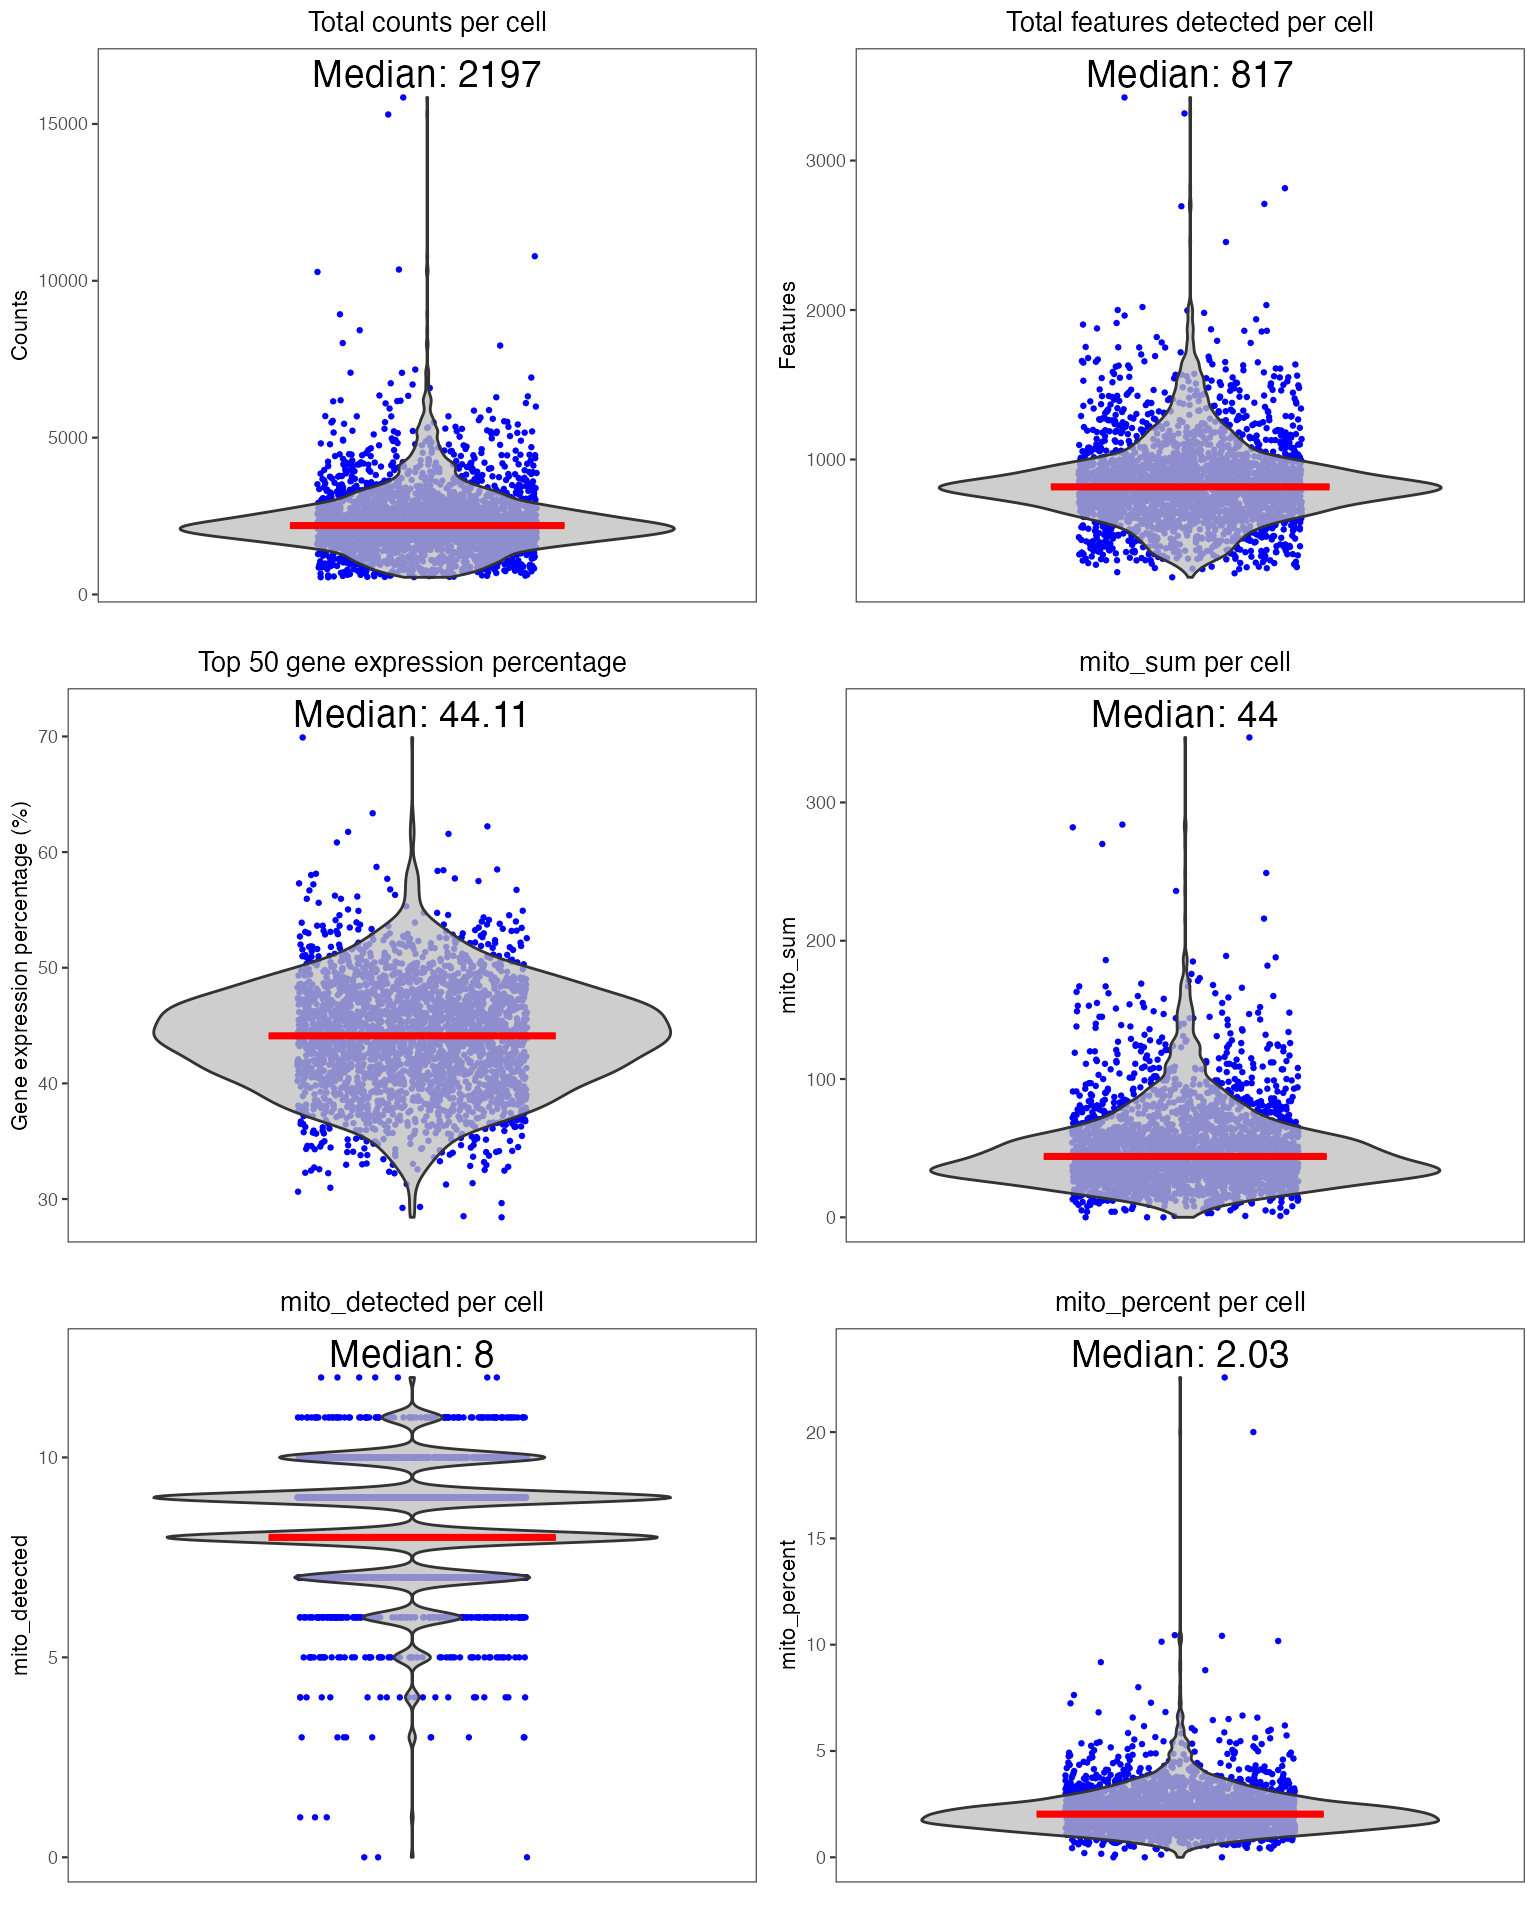 Total counts per cell
Median: 2197
Counts
15000
10000
5000
0
Total features detected per cell
Median: 817
Features
3000
2000
1000
Top 50 gene expression percentage
Median: 44.11
Gene expression percentage (%)
70
60
50
40
30
mito_sum per cell
Median: 44
mito_sum
300
200
100
0
mito_detected per cell
Median: 8
mito_detected
10
5
0
mito_percent per cell
Median: 2.03
mito_percent
20
15
10
5
0